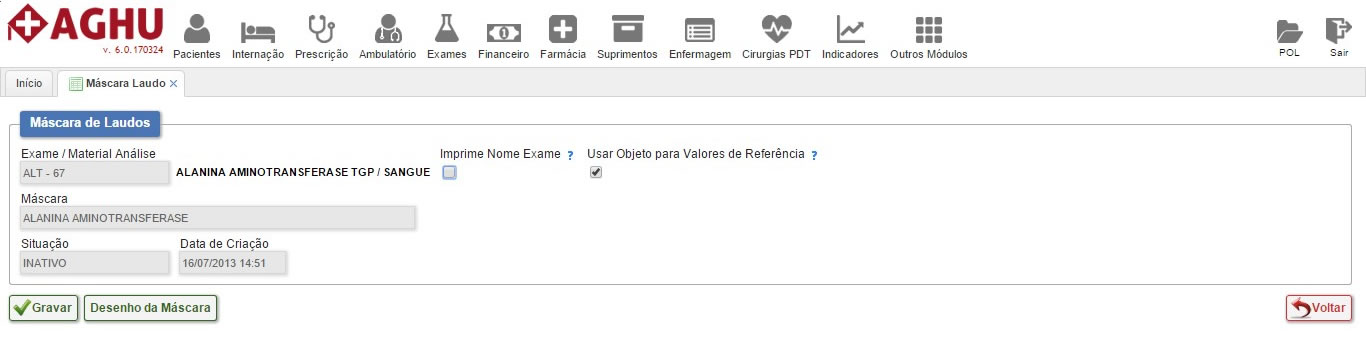 AGHU
v. 6.0.170324
Pacientes Internação Prescrição Ambulatório Exames Financeiro Farmácia Suprimentos Enfermagem Cirurgias PDT Indicadores Outros Módulos POL Sair
Início Máscara Laudo
Máscara de Laudos
Exame / Material Análise Imprime Nome Exame ? Usar Objeto para Valores de Referência ?
ALT - 67 ALANINA AMINOTRANSFERASE TGP / SANGUE
Máscara
ALANINA AMINOTRANSFERASE
Situação Data de Criação
INATIVO 16/07/2013 14:51
Gravar Desenho da Máscara Voltar